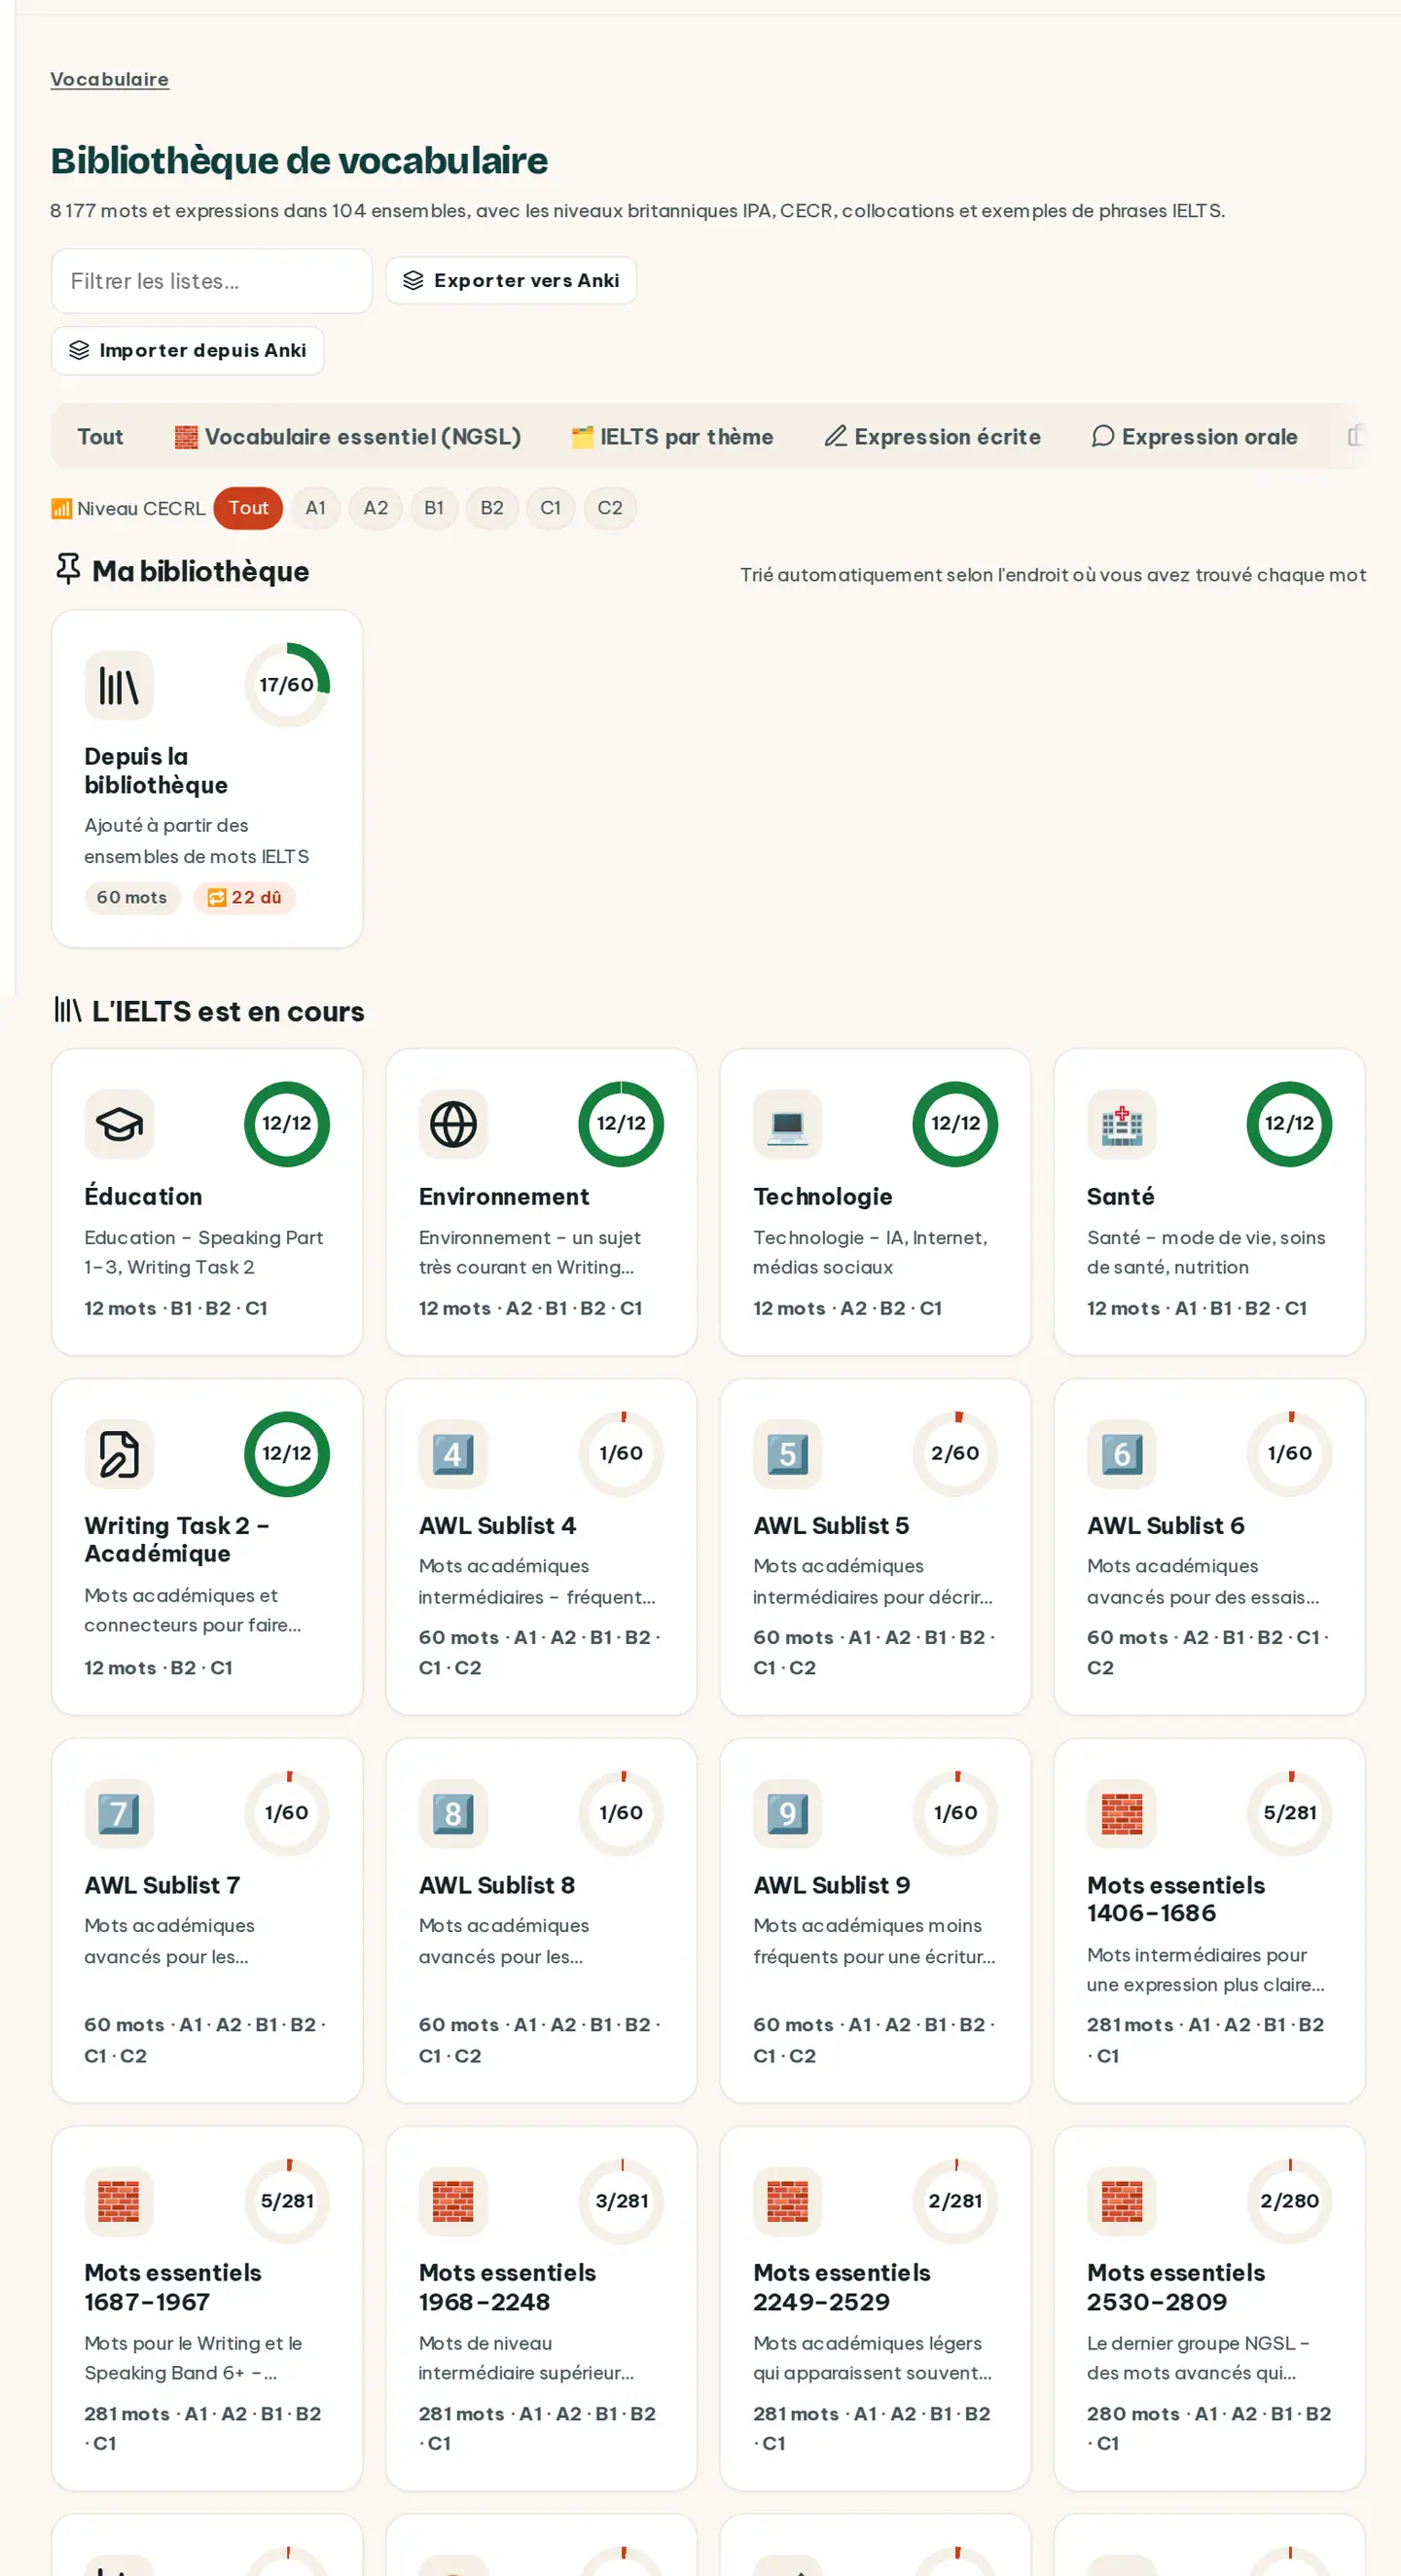 Vocabulaire
Bibliothèque de vocabulaire
8 177 mots et expressions dans 104 ensembles, avec les niveaux britanniques IPA, CECR, collocations et exemples de phrases IELTS.
Filtrer les listes...
Exporter vers Anki
Importer depuis Anki
Tout
Vocabulaire essentiel (NGSL)
IELTS par thème
Expression écrite
Expression orale
Niveau CECRL
Tout
A1
A2
B1
B2
C1
C2
Ma bibliothèque
Trié automatiquement selon l'endroit où vous avez trouvé chaque mot
17/60
Depuis la
bibliothèque
Ajouté à partir des
ensembles de mots IELTS
60 mots
22 dû
L'IELTS est en cours
12/12
Éducation
Education – Speaking Part
1–3, Writing Task 2
12 mots · B1 · B2 · C1
12/12
Environnement
Environnement – un sujet
très courant en Writing...
12 mots · A2 · B1 · B2 · C1
12/12
Technologie
Technologie – IA, Internet,
médias sociaux
12 mots · A2 · B2 · C1
12/12
Santé
Santé – mode de vie, soins
de santé, nutrition
12 mots · A1 · B1 · B2 · C1
12/12
Writing Task 2 –
Académique
Mots académiques et
connecteurs pour faire...
12 mots · B2 · C1
4
1/60
AWL Sublist 4
Mots académiques
intermédiaires – fréquent...
60 mots · A1 · A2 · B1 · B2 ·
C1 · C2
5
2/60
AWL Sublist 5
Mots académiques
intermédiaires pour décrir...
60 mots · A1 · A2 · B1 · B2 ·
C1 · C2
6
1/60
AWL Sublist 6
Mots académiques
avancés pour des essais...
60 mots · A2 · B1 · B2 · C1 ·
C2
7
1/60
AWL Sublist 7
Mots académiques
avancés pour les...
60 mots · A1 · A2 · B1 · B2 ·
C1 · C2
8
1/60
AWL Sublist 8
Mots académiques
avancés pour les...
60 mots · A1 · A2 · B1 · B2 ·
C1 · C2
9
1/60
AWL Sublist 9
Mots académiques moins
fréquents pour une écritur...
60 mots · A1 · A2 · B1 · B2 ·
C1 · C2
5/281
Mots essentiels
1406–1686
Mots intermédiaires pour
une expression plus claire...
281 mots · A1 · A2 · B1 · B2
· C1
5/281
Mots essentiels
1687–1967
Mots pour le Writing et le
Speaking Band 6+ –...
281 mots · A1 · A2 · B1 · B2
· C1
3/281
Mots essentiels
1968–2248
Mots de niveau
intermédiaire supérieur...
281 mots · A1 · A2 · B1 · B2
· C1
2/281
Mots essentiels
2249–2529
Mots académiques légers
qui apparaissent souvent...
281 mots · A1 · A2 · B1 · B2
· C1
2/280
Mots essentiels
2530–2809
Le dernier groupe NGSL –
des mots avancés qui...
280 mots · A1 · A2 · B1 · B2
· C1